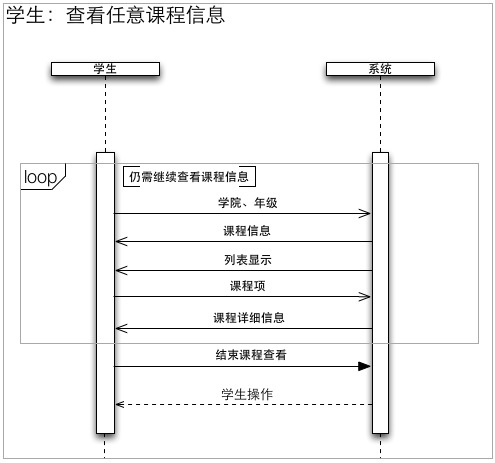 学生：查看任意课程信息
学生
系统
loop
仍需继续查看课程信息
学院、年级
课程信息
列表显示
课程项
课程详细信息
结束课程查看
学生操作